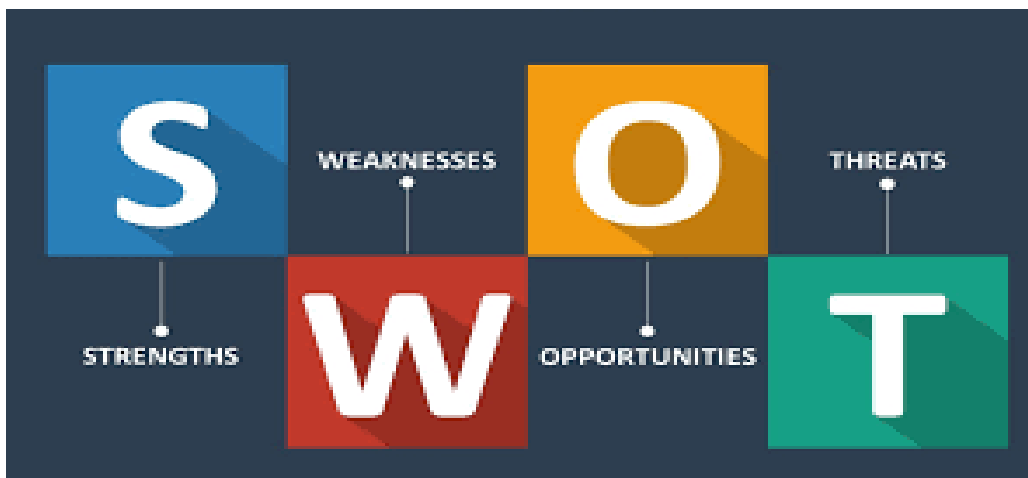 S
STRENGTHS
WEAKNESSES
W
O
OPPORTUNITIES
THREATS
T